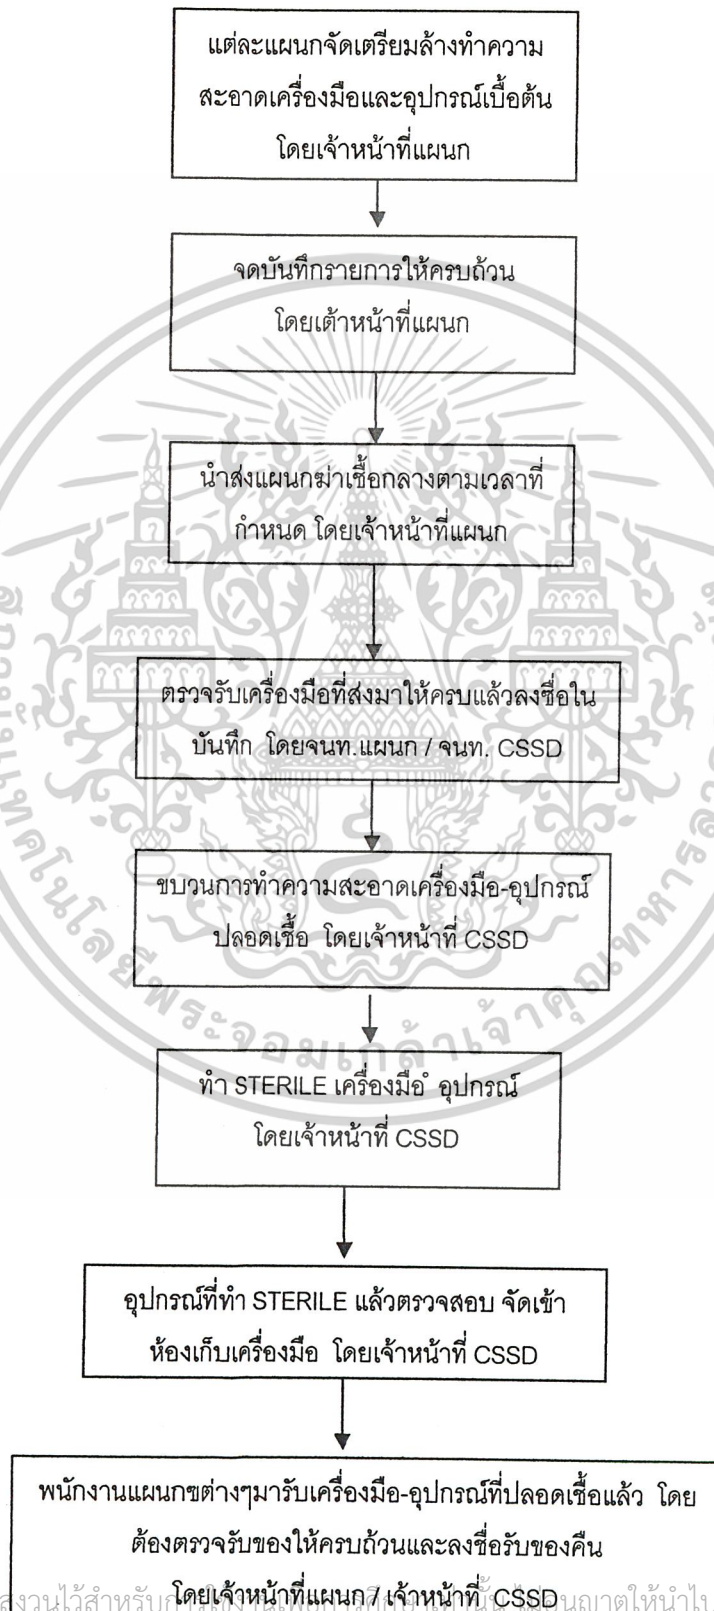 แต่ละแผนกจัดเตรียมล้างทำความ
สะอาดเครื่องมือและอุปกรณ์เบื้อต้น
โดยเจ้าหน้าที่แผนก
จดบันทึกรายการให้ครบถ้วน
โดยเต้าหน้าที่แผนก
นำส่งแผนกฆ่าเชื้อกลางตามเวลาที่
กำหนด โดยเจ้าหน้าที่แผนก
ตรวจรับเครื่องมือที่ส่งมาให้ครบแล้วลงชื่อใน
บันทึก โดยจนท.แผนก / จนท. CSSD
ขบวนการทำความสะอาดเครื่องมือ-อุปกรณ์
ปลอดเชื้อ โดยเจ้าหน้าที่ CSSD
พระจอมเกล้าเจ้าคุณทหาร
ทำ STERILE เครื่องมือ อุปกรณ์
โดยเจ้าหน้าที่ CSSD
อุปกรณ์ที่ทำ STERILE แล้วตรวจสอบ จัดเข้า
ห้องเก็บเครื่องมือ โดยเจ้าหน้าที่ CSSD
พนักงานแผนกขต่างๆมารับเครื่องมือ-อุปกรณ์ที่ปลอดเชื้อแล้ว โดย
ต้องตรวจรับของให้ครบถ้วนและลงชื่อรับของคืน
โดยเจ้าหน้าที่แผนก / เจ้าหน้าที่ CSSD